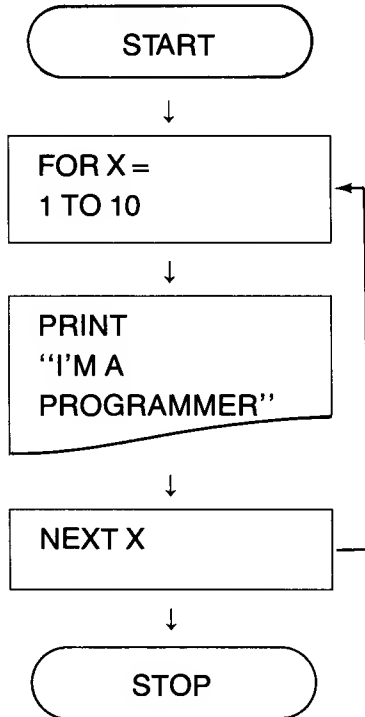 START
FOR X =
1 TO 10
PRINT
‘‘I'M A
PROGRAMMER’’
NEXT X
STOP